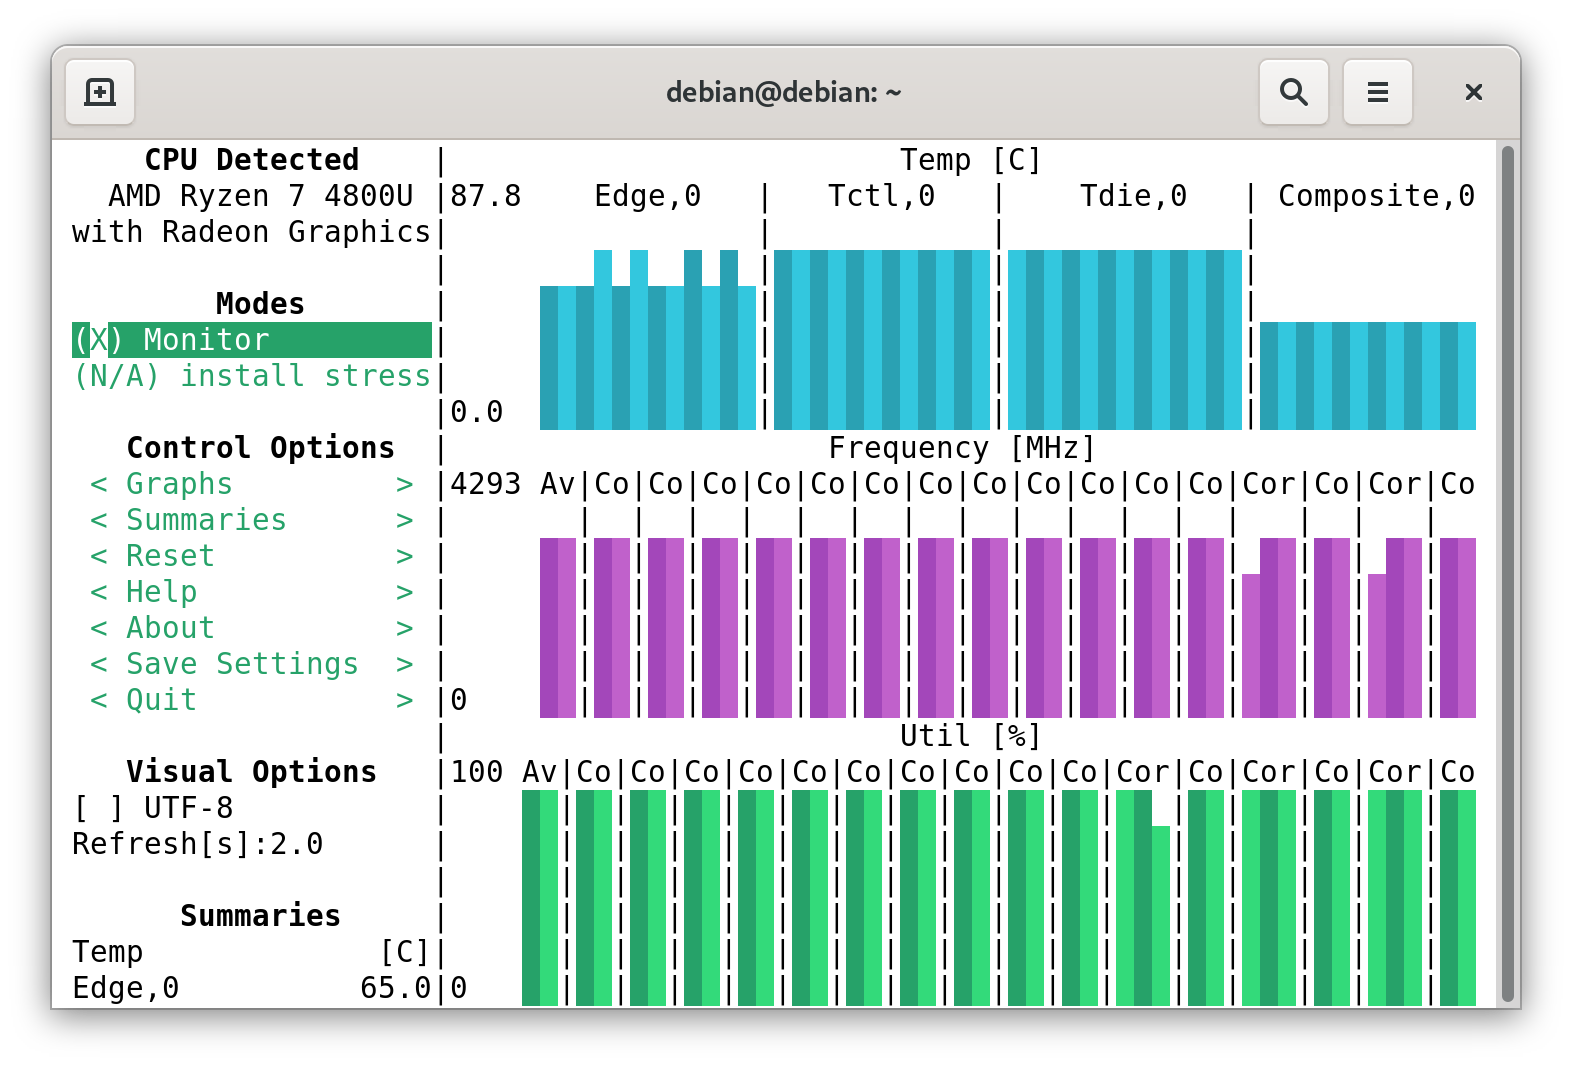 debian@debian: ~
CPU Detected
AMD Ryzen 7 4800U
with Radeon Graphics
Modes
(X) Monitor
(N/A) install stress
Control Options
< Graphs >
< Summaries >
< Reset >
< Help >
< About >
< Save Settings >
< Quit >
Visual Options
[ ] UTF-8
Refresh[s]:2.0
Summaries
Temp [C]
Edge,0 65.0
Temp [C]
87.8 Edge,0 | Tctl,0 | Tdie,0 | Composite,0
0.0
Frequency [MHz]
4293 Av|Co|Co|Co|Co|Co|Co|Co|Co|Co|Co|Co|Co|Cor|Co|Cor|Co
0
Util [%]
100 Av|Co|Co|Co|Co|Co|Co|Co|Co|Co|Co|Cor|Co|Cor|Co|Cor|Co
0